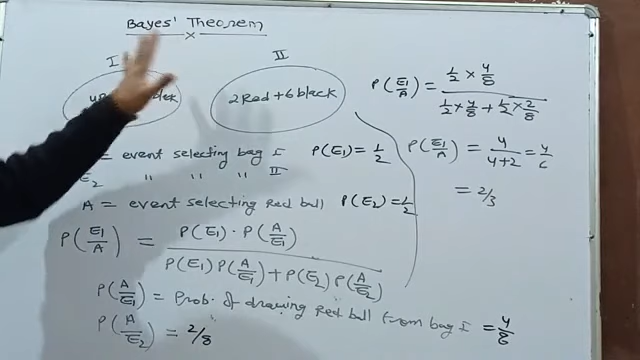 Bayes' Theorem
I
II
2 Red + 6 black
= event selecting bag I P(E1) = 1/2
E2 " " " II
A = event selecting Red ball P(E2) = 1/2
P(E1/A) = P(E1) · P(A/E1) / P(E1) P(A/E1) + P(E2) P(A/E2)
P(A/E1) = Prob. of drawing Red ball from bag I = 4/8
P(A/E2) = 2/8
P(E1/A) = 1/2 × 4/8 / 1/2 × 4/8 + 1/2 × 2/8
P(E1/A) = 4/4+2 = 4/6
= 2/3